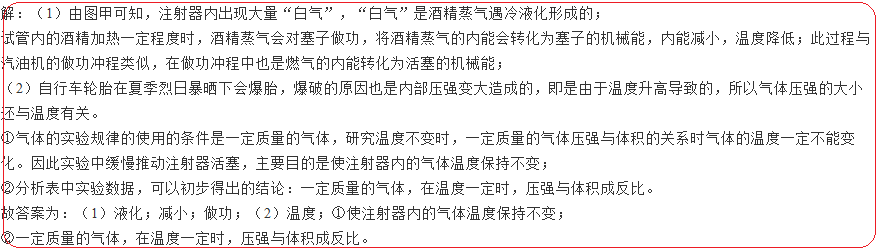 解：（1）由图甲可知，注射器内出现大量“白气”，“白气”是酒精蒸气遇冷液化形成的；
试管内的酒精加热一定程度时，酒精蒸气会对塞子做功，将酒精蒸气的内能会转化为塞子的机械能，内能减小，温度降低；此过程与
汽油机的做功冲程类似，在做功冲程中也是燃气的内能转化为活塞的机械能；
（2）自行车轮胎在夏季烈日暴晒下会爆胎，爆破的原因也是内部压强变大造成的，即是由于温度升高导致的，所以气体压强的大小
还与温度有关。
①气体的实验规律的使用的条件是一定质量的气体，研究温度不变时，一定质量的气体压强与体积的关系时气体的温度一定不能变
化。因此实验中缓慢推动注射器活塞，主要目的是使注射器内的气体温度保持不变；
②分析表中实验数据，可以初步得出的结论：一定质量的气体，在温度一定时，压强与体积成反比。
故答案为：（1）液化；减小；做功；（2）温度；①使注射器内的气体温度保持不变；
②一定质量的气体，在温度一定时，压强与体积成反比。